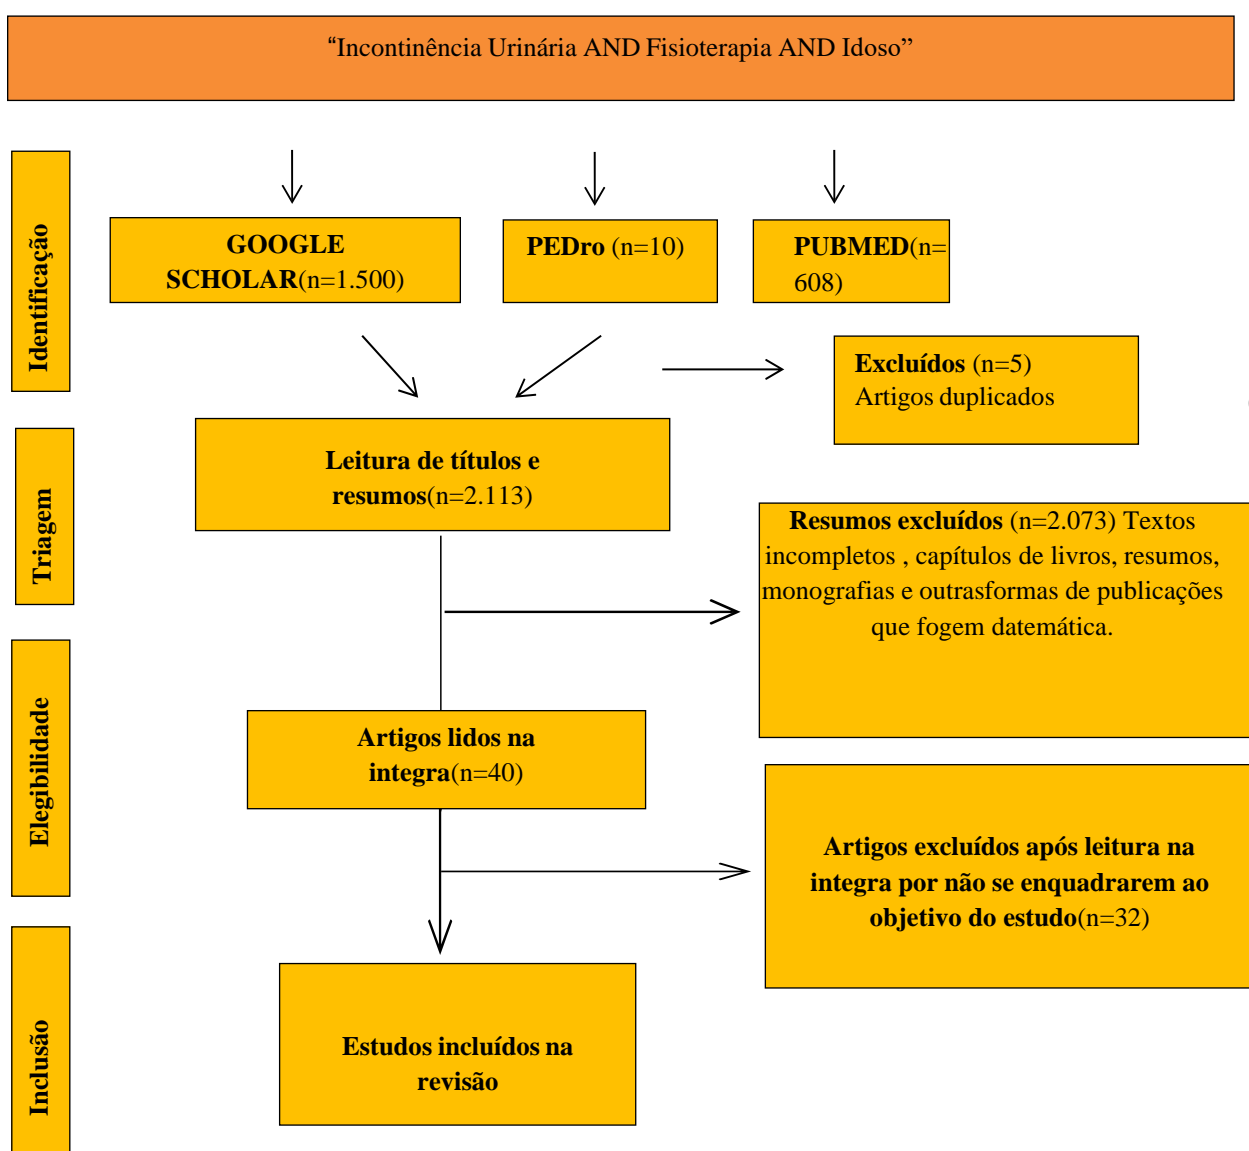 “Incontinência Urinária AND Fisioterapia AND Idoso”
Identificação
GOOGLE
SCHOLAR(n=1.500)
PEDro (n=10)
PUBMED(n=
608)
Excluídos (n=5)
Artigos duplicados
Triagem
Leitura de títulos e
resumos(n=2.113)
Resumos excluídos (n=2.073) Textos
incompletos , capítulos de livros, resumos,
monografias e outrasformas de publicações
que fogem datemática.
Elegibilidade
Artigos lidos na
integra(n=40)
Artigos excluídos após leitura na
integra por não se enquadrarem ao
objetivo do estudo(n=32)
Inclusão
Estudos incluídos na
revisão